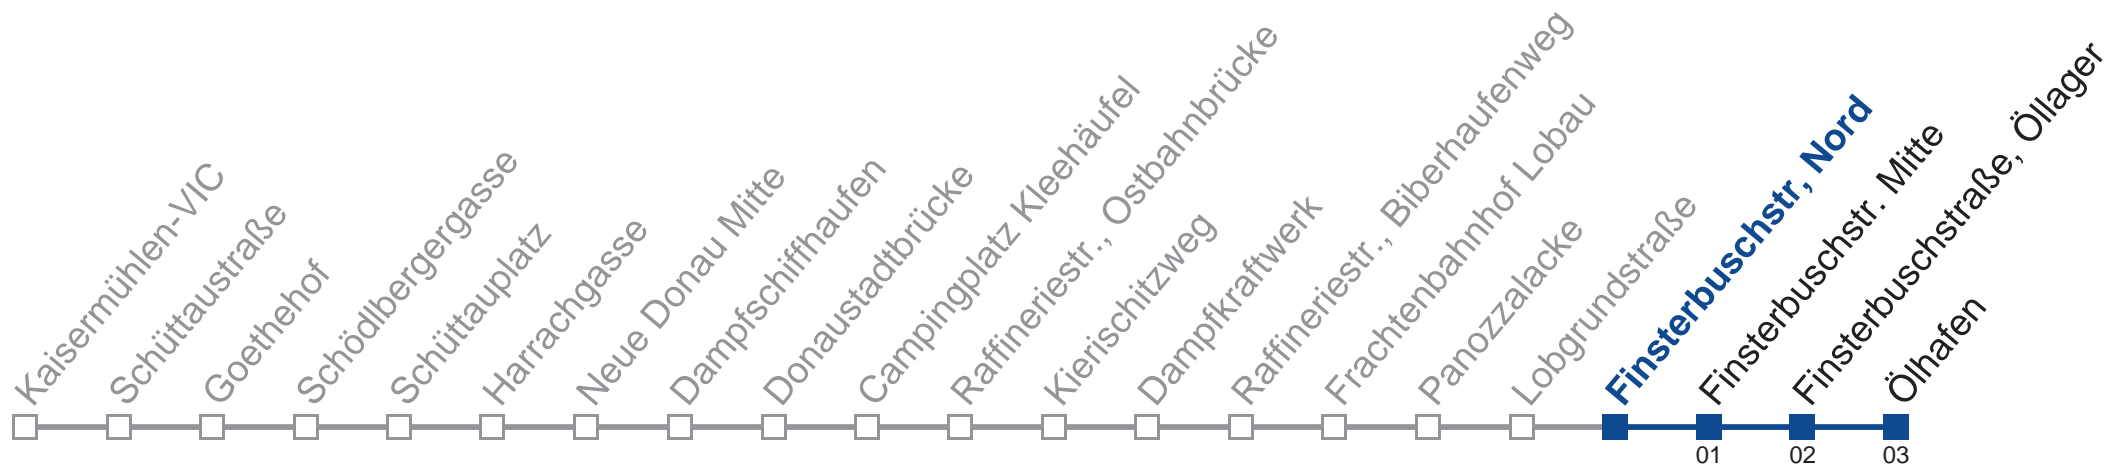 Kaisermühlen-VIC
Schüttaustraße
Goethehof
Schödlbergergasse
Schüttauplatz
Harrachgasse
Neue Donau Mitte
Dampfschiffhaufen
Donaustadtbrücke
Campingplatz Kleehäufel
Raffineriestr., Ostbahnbrücke
Kierischitzweg
Dampfkraftwerk
Raffineriestr., Biberhaufenweg
Frachtenbahnhof Lobau
Panozzalacke
Lobgrundstraße
Finsterbuschstr, Nord
Finsterbuschstr. Mitte
Finsterbuschstraße, Öllager
Ölhafen
01
02
03